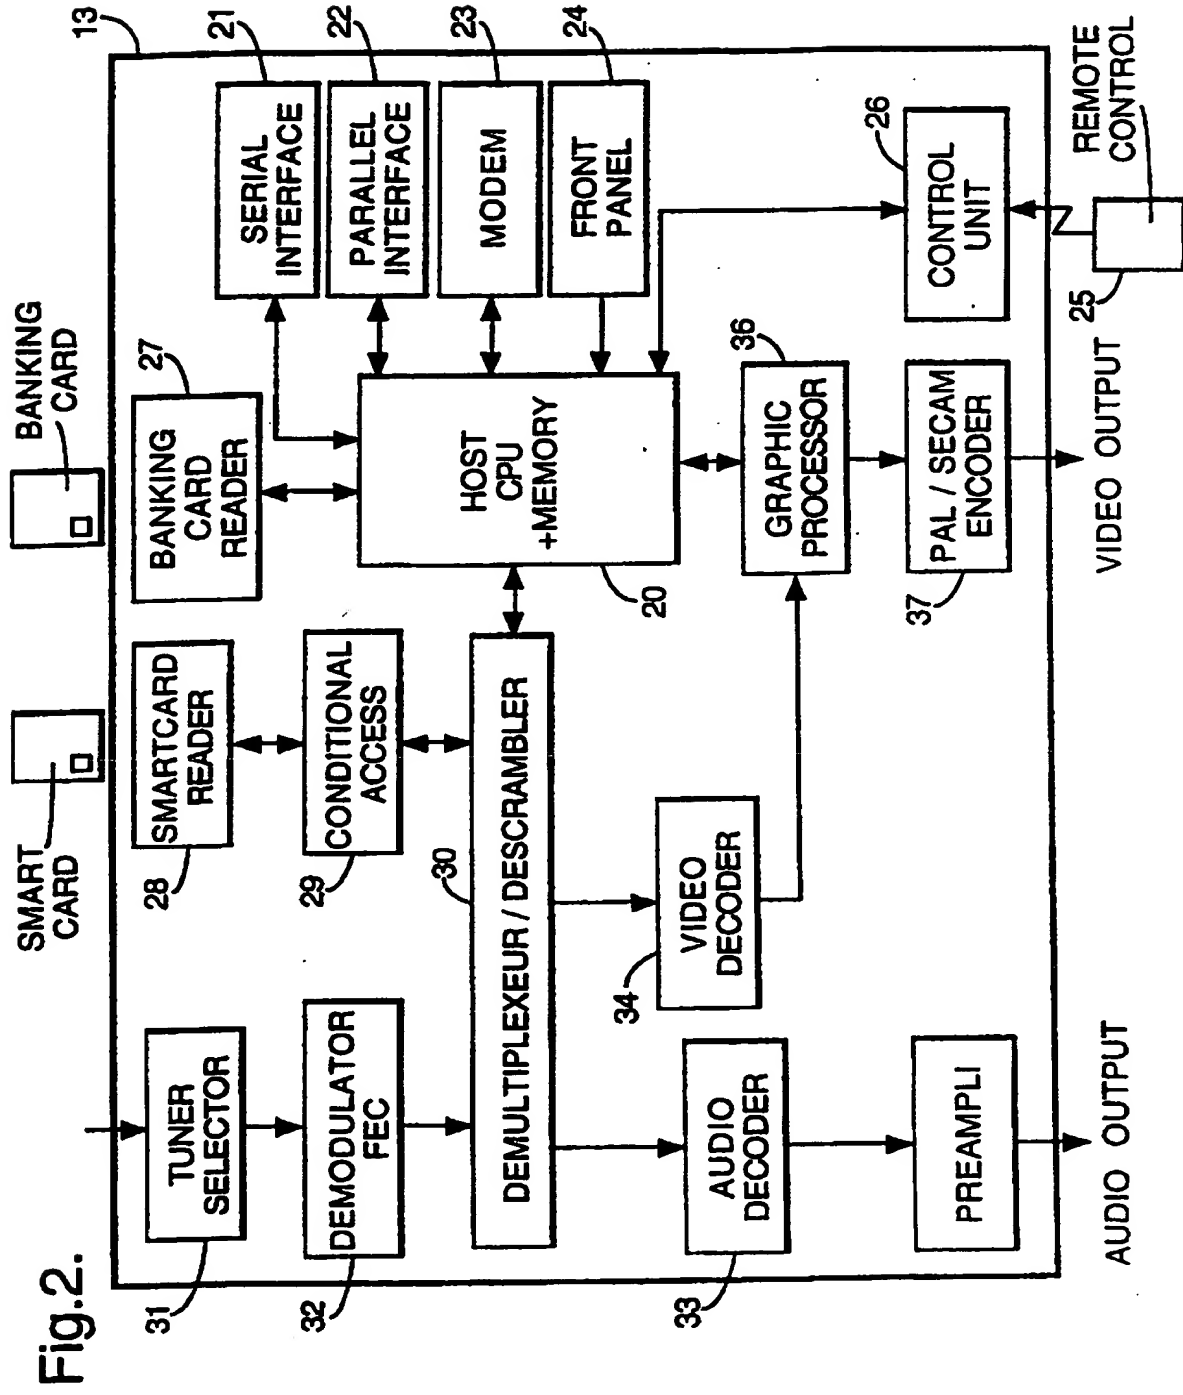 Fig.2.
SMART
CARD
BANKING
CARD
13
31
TUNER
SELECTOR
28
SMARTCARD
READER
27
BANKING
CARD
READER
21
SERIAL
INTERFACE
22
PARALLEL
INTERFACE
23
MODEM
24
FRONT
PANEL
32
DEMODULATOR
FEC
29
CONDITIONAL
ACCESS
30
DEMULTIPLEXEUR / DESCRAMBLER
HOST
CPU
+MEMORY
20
33
AUDIO
DECODER
34
VIDEO
DECODER
36
GRAPHIC
PROCESSOR
26
CONTROL
UNIT
PREAMPLI
37
PAL / SECAM
ENCODER
25
REMOTE
CONTROL
AUDIO OUTPUT
VIDEO OUTPUT